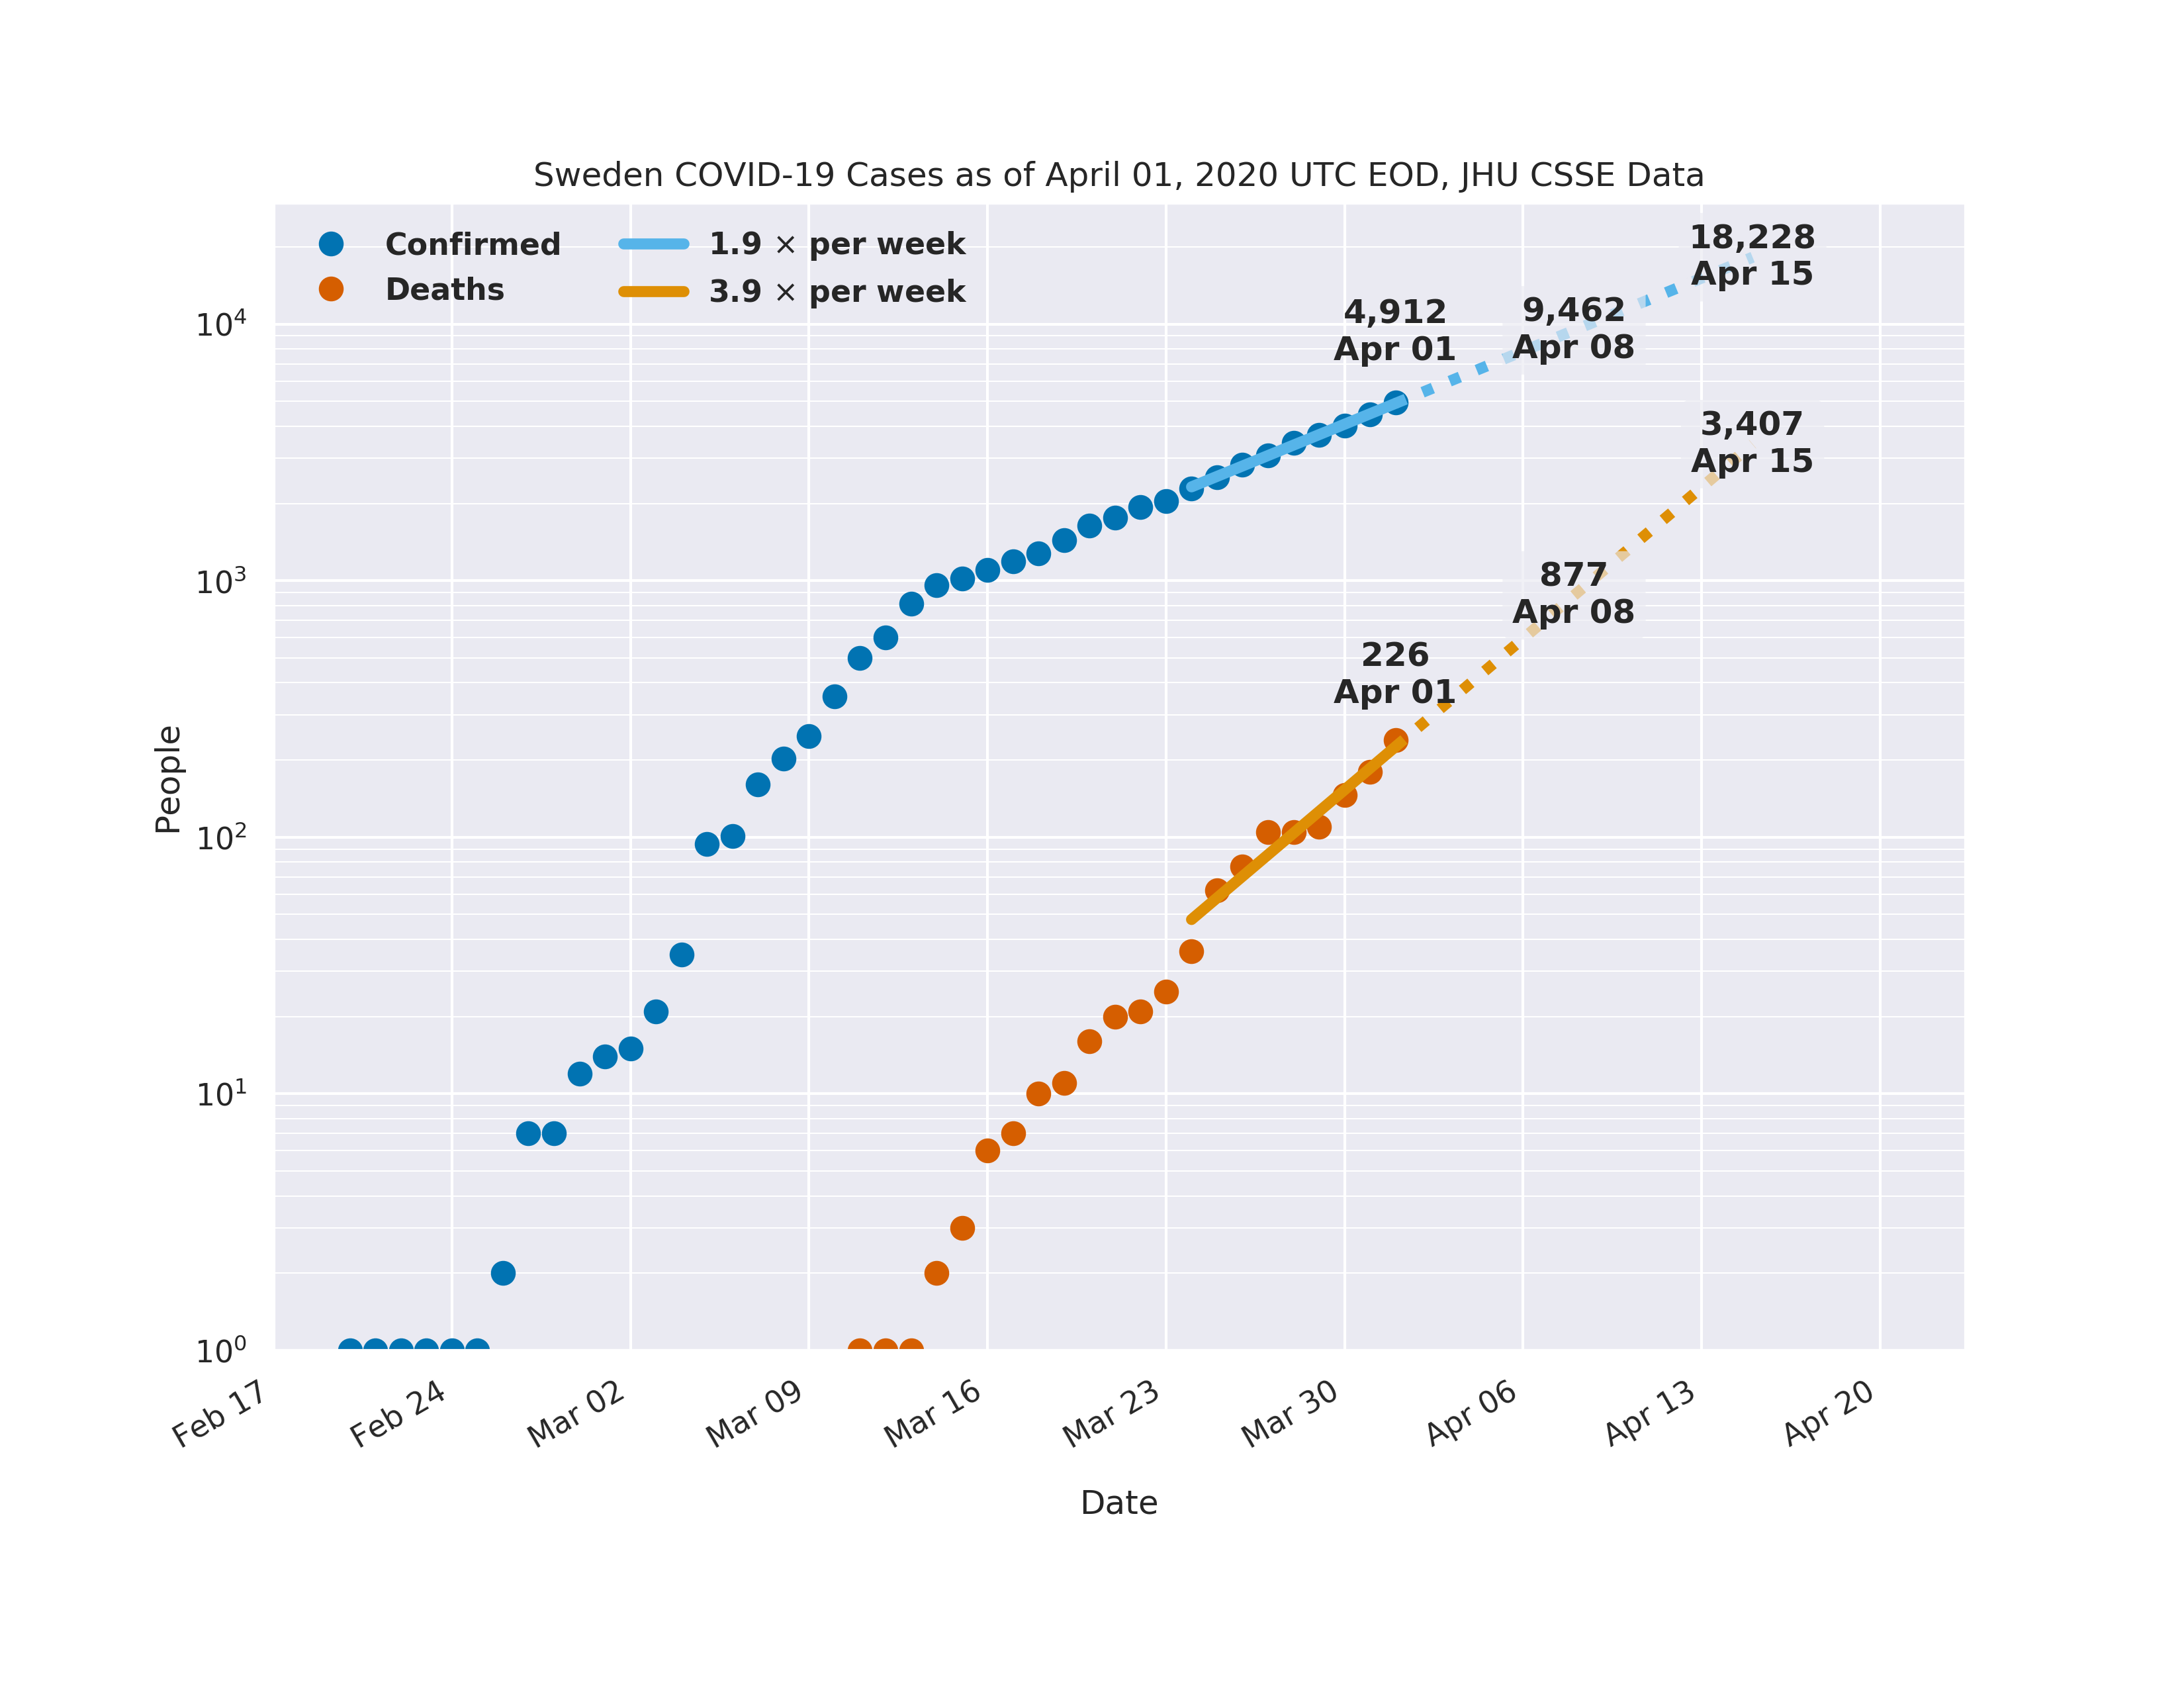 Sweden COVID-19 Cases as of April 01, 2020 UTC EOD, JHU CSSE Data
Confirmed
Deaths
1.9 × per week
3.9 × per week
18,228
Apr 15
4,912
Apr 01
9,462
Apr 08
3,407
Apr 15
877
Apr 08
226
Apr 01
People
10⁴
10³
10²
10¹
10⁰
Feb 17
Feb 24
Mar 02
Mar 09
Mar 16
Mar 23
Mar 30
Apr 06
Apr 13
Apr 20
Date